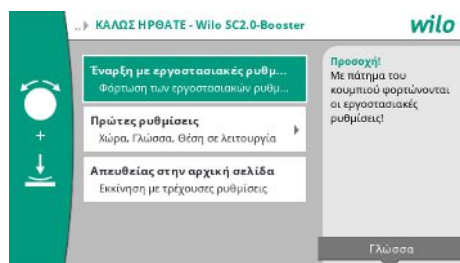 ..▶ ΚΑΛΩΣ ΗΡΘΑΤΕ - Wilo SC2.0-Booster
wilo
Έναρξη με εργοστασιακές ρυθμ...
Φόρτωση των εργοστασιακών ρυθμ...
Πρώτες ρυθμίσεις
Χώρα, Γλώσσα, Θέση σε λειτουργία
Απευθείας στην αρχική σελίδα
Εκκίνηση με τρέχουσες ρυθμίσεις
+
Προσοχή!
Με πάτημα του
κουμπιού φορτώνονται
οι εργοστασιακές
ρυθμίσεις!
Γλώσσα